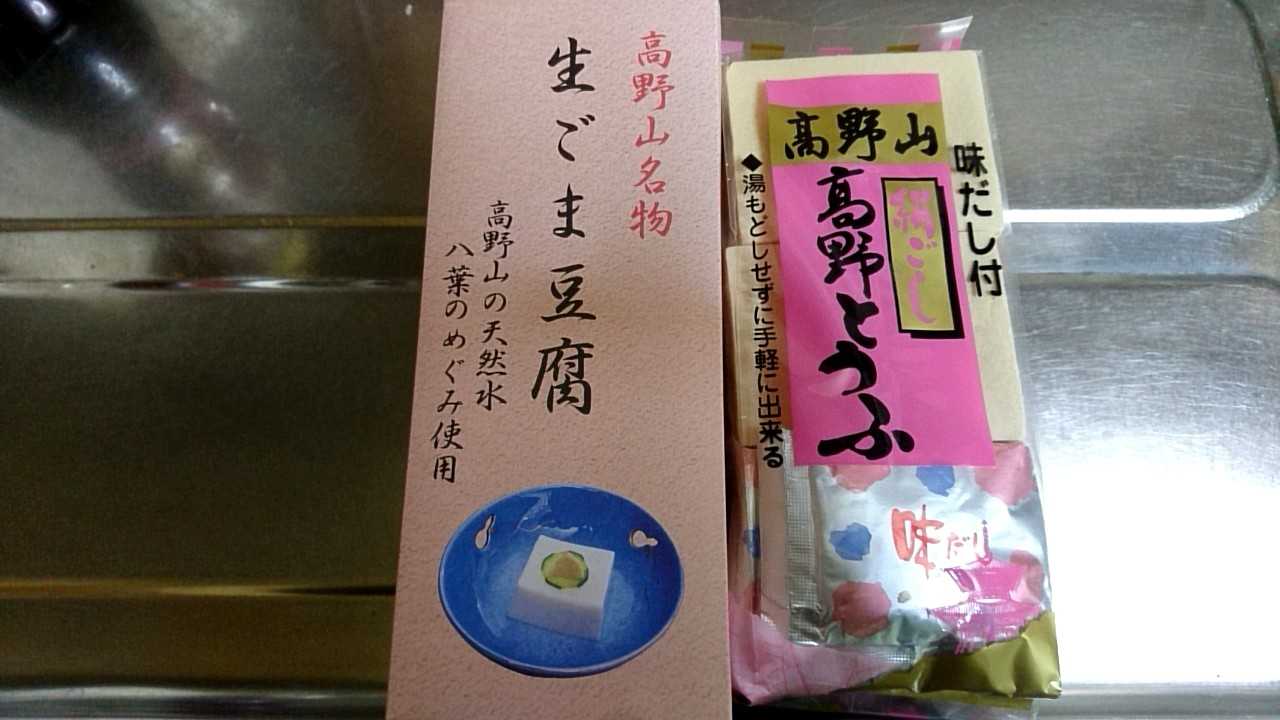 高野山名物
生ごま豆腐
高野山の天然水
八葉のめぐみ使用
味だし付
高野山
絹ごし
高野とうふ
◆湯もどしせずに手軽に出来る
味だし